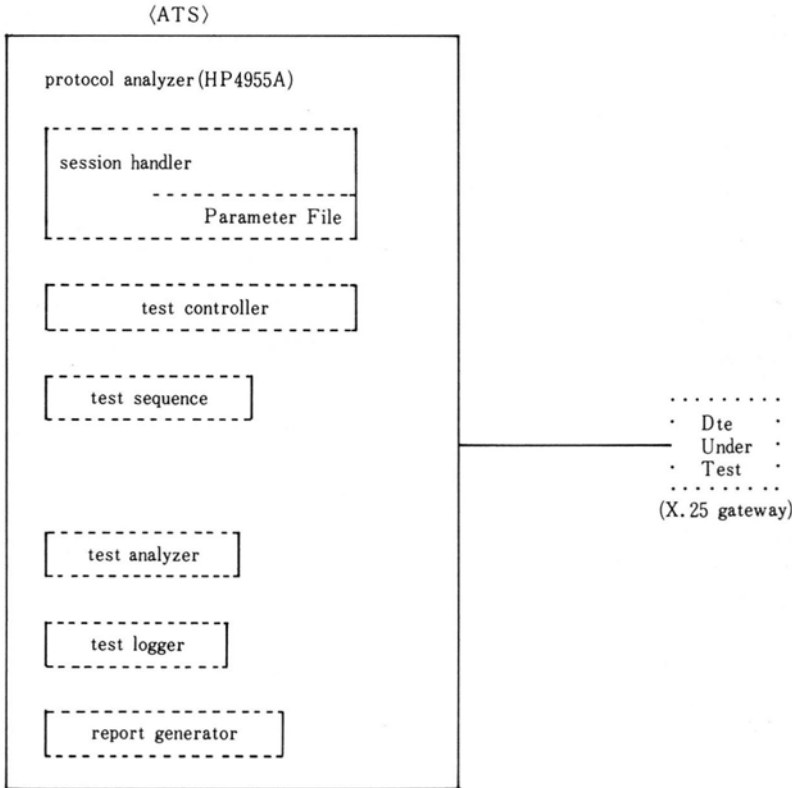 〈ATS〉
protocol analyzer(HP4955A)
session handler
Parameter File
test controller
test sequence
Dte
Under
Test
(X.25 gateway)
test analyzer
test logger
report generator